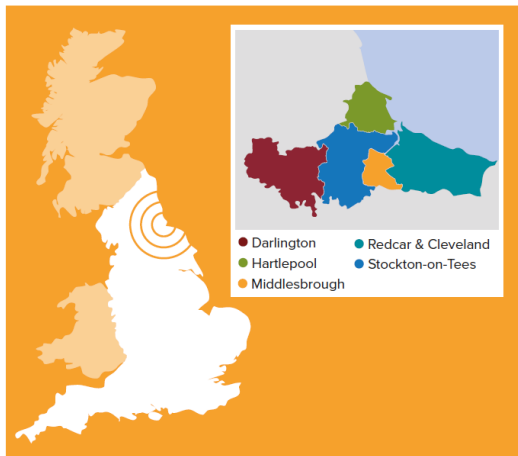 Darlington
Redcar & Cleveland
Hartlepool
Stockton-on-Tees
Middlesbrough